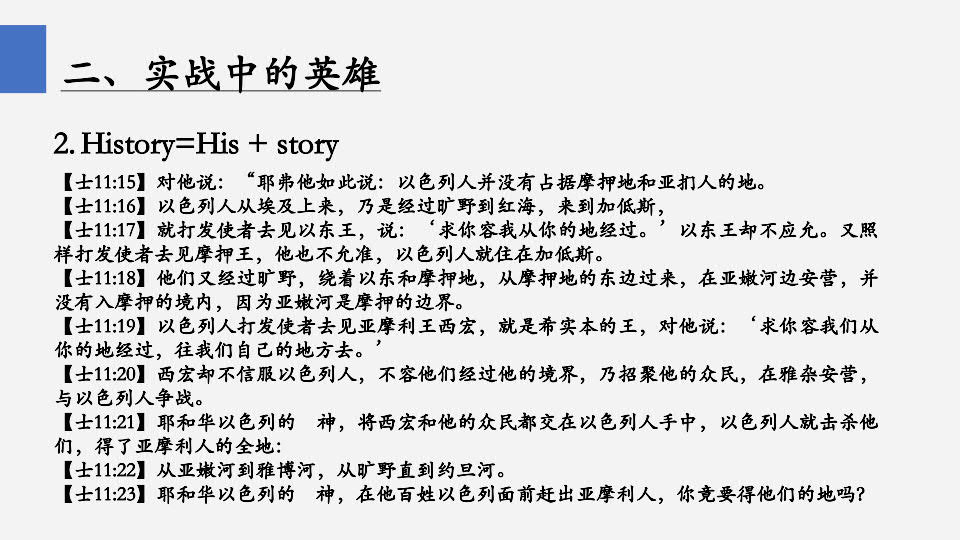 二、实战中的英雄
2. History=His + story
【士11:15】对他说：“耶弗他如此说：以色列人并没有占据摩押地和亚扪人的地。
【士11:16】以色列人从埃及上来，乃是经过旷野到红海，来到加低斯，
【士11:17】就打发使者去见以东王，说：‘求你容我从你的地经过。’以东王却不应允。又照
样打发使者去见摩押王，他也不允准，以色列人就住在加低斯。
【士11:18】他们又经过旷野，绕着以东和摩押地，从摩押地的东边过来，在亚嫩河边安营，并
没有入摩押的境内，因为亚嫩河是摩押的边界。
【士11:19】以色列人打发使者去见亚摩利王西宏，就是希实本的王，对他说：‘求你容我们从
你的地经过，往我们自己的地方去。’
【士11:20】西宏却不信服以色列人，不容他们经过他的境界，乃招聚他的众民，在雅杂安营，
与以色列人争战。
【士11:21】耶和华以色列的　神，将西宏和他的众民都交在以色列人手中，以色列人就击杀他
们，得了亚摩利人的全地：
【士11:22】从亚嫩河到雅博河，从旷野直到约旦河。
【士11:23】耶和华以色列的　神，在他百姓以色列面前赶出亚摩利人，你竟要得他们的地吗？